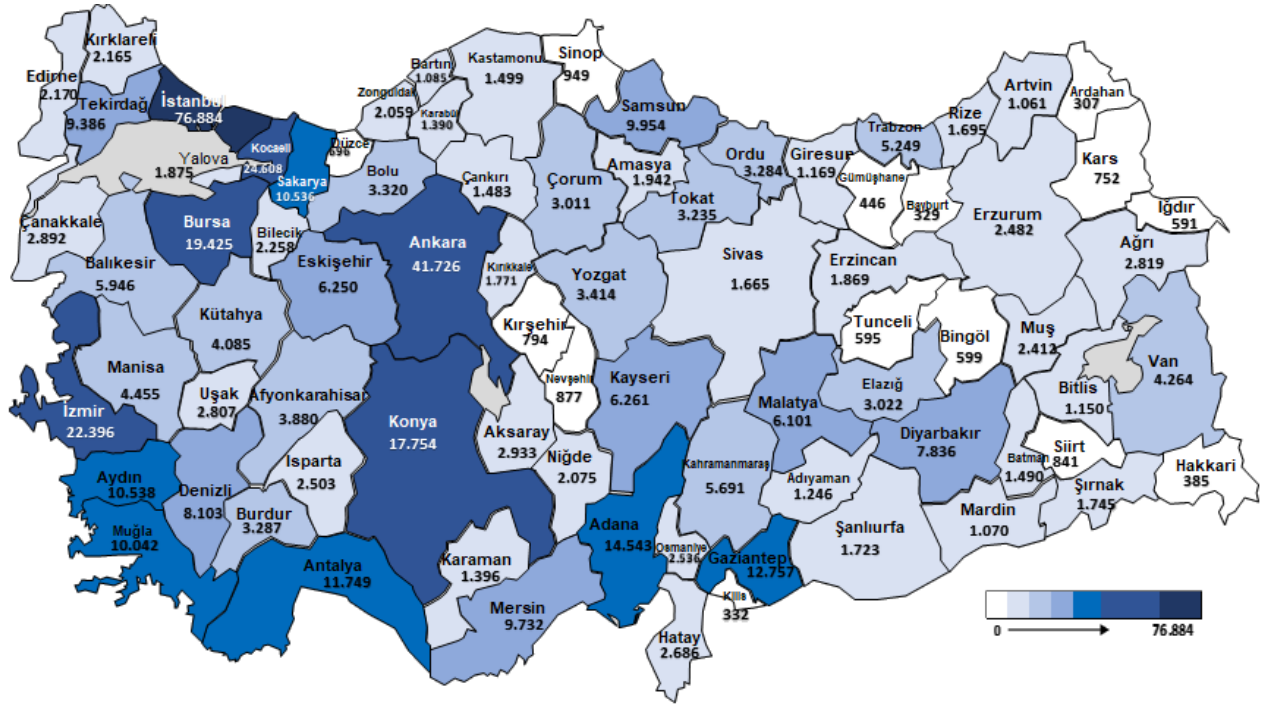 Kırklareli
2.165
Edirne
2.170
Tekirdağ
9.386
İstanbul
76.884
Kocaeli
24.608
Yalova
1.875
Sakarya
10.536
Düzce
696
Zonguldak
2.059
Bartın
1.085
Karabük
1.390
Kastamonu
1.499
Sinop
949
Samsun
9.954
Bolu
3.320
Çankırı
1.483
Çorum
3.011
Amasya
1.942
Ordu
3.284
Tokat
3.235
Giresun
1.169
Trabzon
5.249
Rize
1.695
Artvin
1.061
Ardahan
307
Kars
752
Gümüşhane
446
Bayburt
329
Erzurum
2.482
Iğdır
591
Ağrı
2.819
Çanakkale
2.892
Bursa
19.425
Bilecik
2.258
Balıkesir
5.946
Eskişehir
6.250
Ankara
41.726
Kırıkkale
1.771
Yozgat
3.414
Sivas
1.665
Erzincan
1.869
Kütahya
4.085
Kırşehir
794
Tunceli
595
Bingöl
599
Muş
2.412
Van
4.264
Bitlis
1.150
Manisa
4.455
Uşak
2.807
Afyonkarahisar
3.880
Nevşehir
877
Kayseri
6.261
Malatya
6.101
Elazığ
3.022
İzmir
22.396
Konya
17.754
Aksaray
2.933
Niğde
2.075
Diyarbakır
7.836
Batman
1.490
Siirt
841
Hakkari
385
Şırnak
1.745
Mardin
1.070
Aydın
10.538
Denizli
8.103
Isparta
2.503
Burdur
3.287
Kahramanmaraş
5.691
Adıyaman
1.246
Şanlıurfa
1.723
Muğla
10.042
Antalya
11.749
Karaman
1.396
Adana
14.543
Osmaniye
2.536
Gaziantep
12.757
Kilis
332
Mersin
9.732
Hatay
2.686
0
76.884